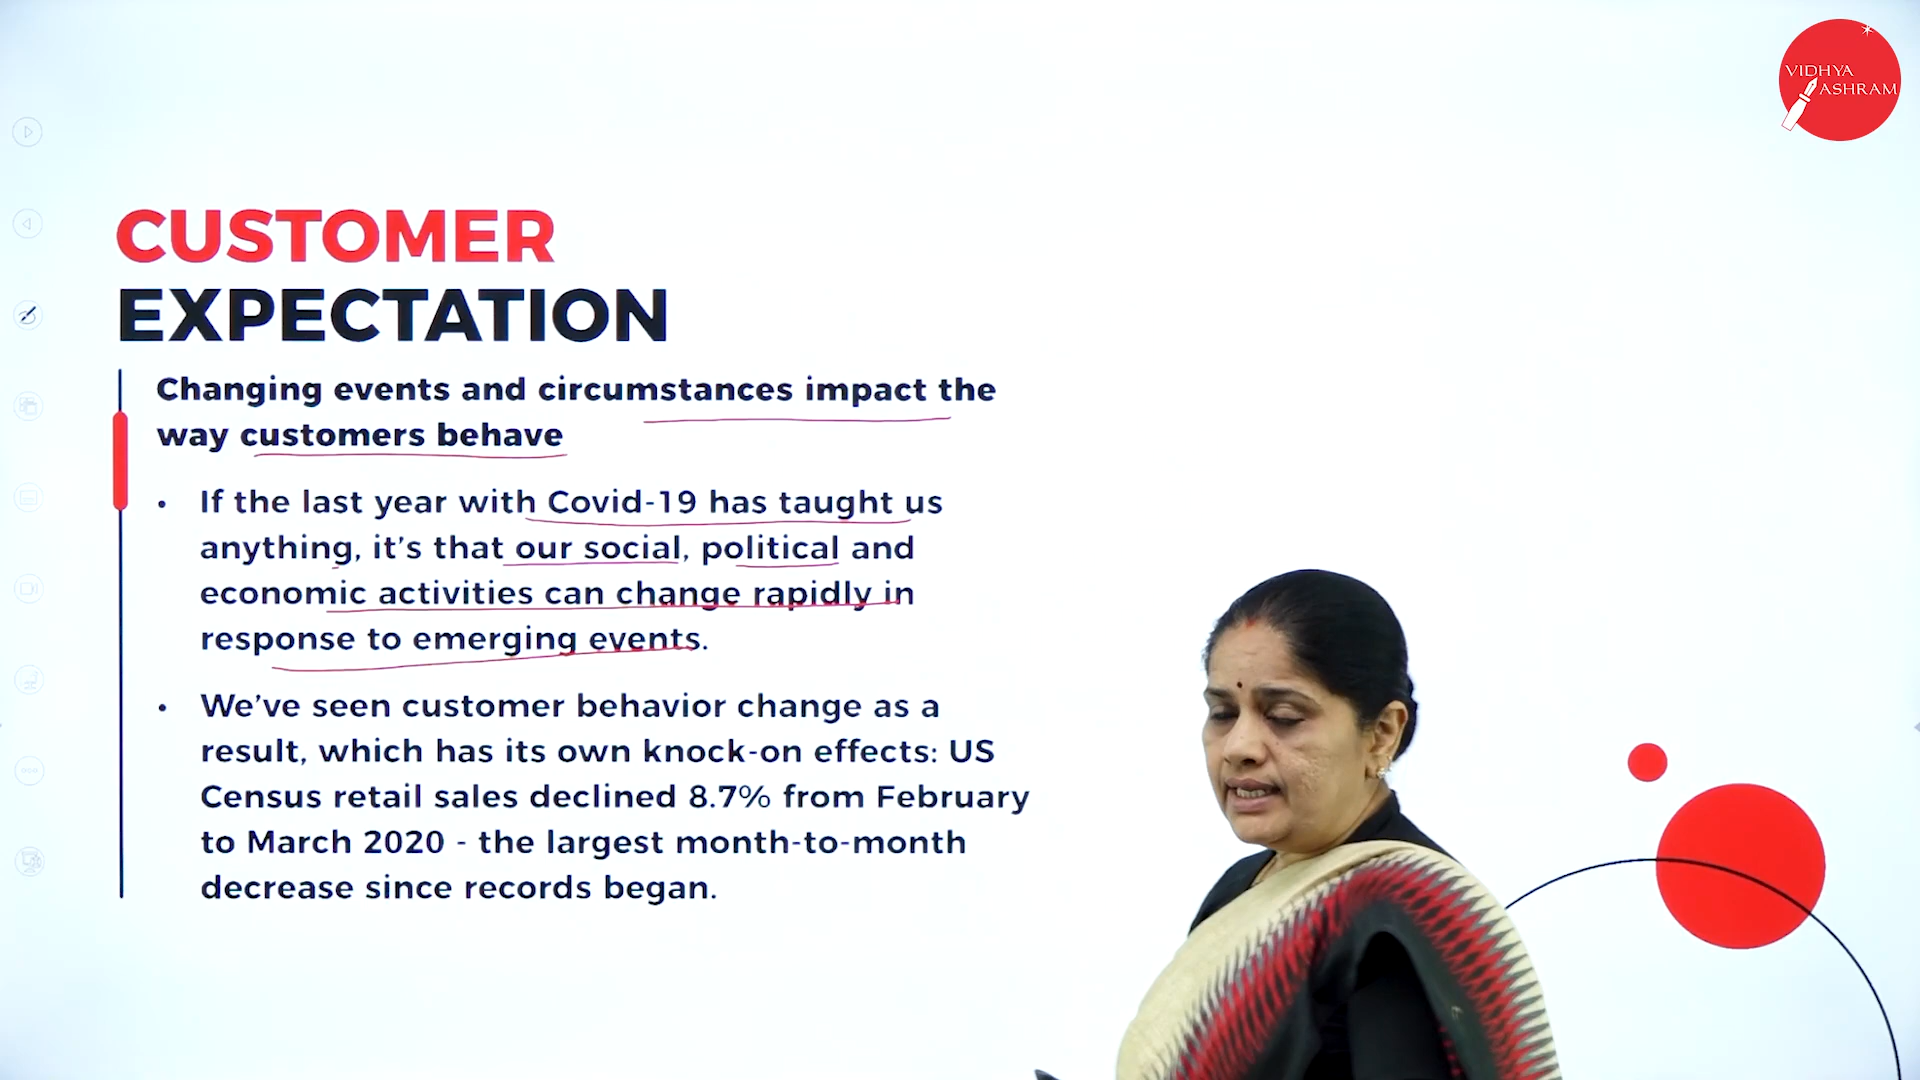 VIDHYA
ASHRAM
CUSTOMER
EXPECTATION
Changing events and circumstances impact the
way customers behave
• If the last year with Covid-19 has taught us
anything, it’s that our social, political and
economic activities can change rapidly in
response to emerging events.
• We’ve seen customer behavior change as a
result, which has its own knock-on effects: US
Census retail sales declined 8.7% from February
to March 2020 - the largest month-to-month
decrease since records began.